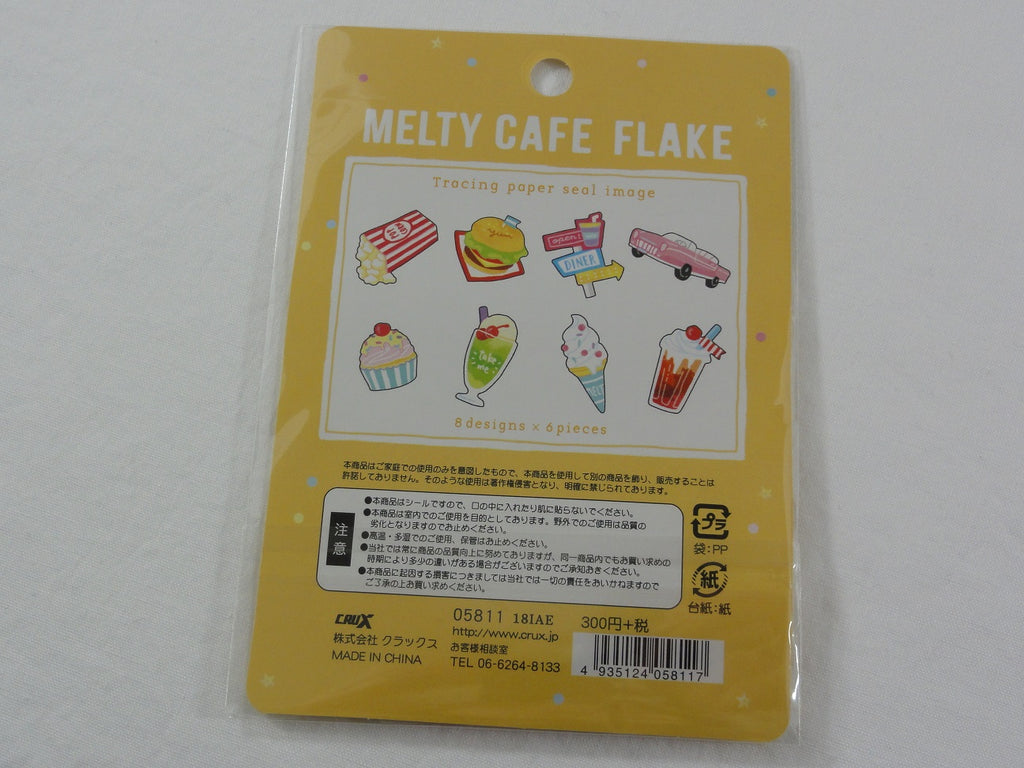 MELTY CAFE FLAKE
Tracing paper seal image
open!
DINER
take
me
MELT
8designs × 6pieces
本商品はご家庭での使用のみを意図したもので、本商品を使用して別の商品を飾り、販売することは
許諾しておりません。そのような使用は著作権侵害となり、明確に禁じられております。
注意
●本商品はシールですので、口の中に入れたり肌に貼らないでください。
●本商品は室内でのご使用を目的としております。野外でのご使用は品質の
劣化となりますのでお止めください。
●高温・多湿でのご使用、保管はお止めください。
●当社では常に商品の品質向上に努めておりますが、同一商品内でもお買い求めの
時期により多少の違いがある場合がございますのでご承知おきください。
●本商品に起因する損害につきましては当社では一切の責任をおいかねますので
ご了承の上お買い求めください。
プラ
袋:PP
紙
台紙:紙
CRUX
株式会社 クラックス
MADE IN CHINA
05811 18IAE
http://www.crux.jp
お客様相談室
TEL 06-6264-8133
300円+税
4 935124 058117